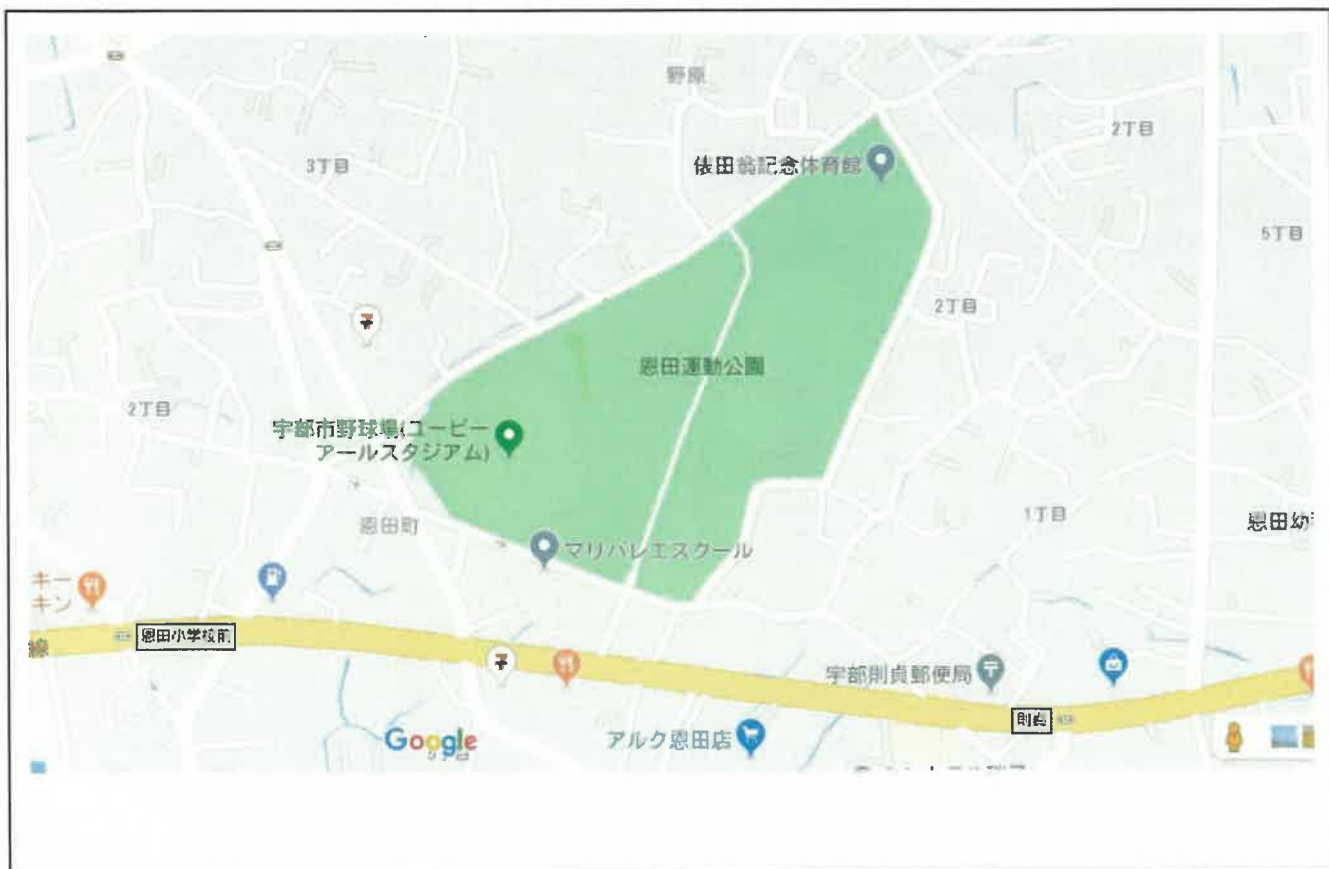 野原
2丁目
3丁目
俵田翁記念体育館
5丁目
2丁目
恩田運動公園
2丁目
宇部市野球場(ユーピー
アールスタジアム)
恩田町
1丁目
恩田幼
マリバレエスクール
キー
キン
恩田小学校前
線
宇部則貞郵便局
則貞
Google
アルク恩田店